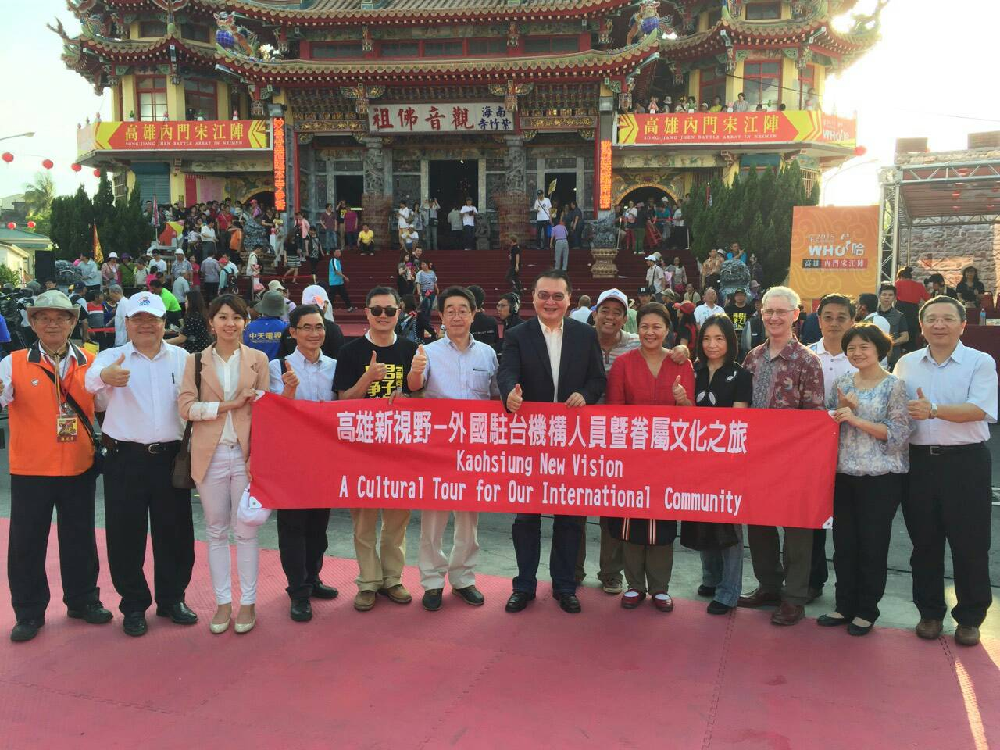 南海
紫竹寺
觀音佛祖
高雄內門宋江陣
SONG JIANG JHEN BATTLE ARRAY IN NEIMEN
高雄內門宋江陣
SONG JIANG JHEN BATTLE ARRAY IN NEIMEN
WHO哈
2015
WHO哈
高雄 內門宋江陣
中天電視
高雄新視野－外國駐台機構人員暨眷屬文化之旅
Kaohsiung New Vision
A Cultural Tour for Our International Community